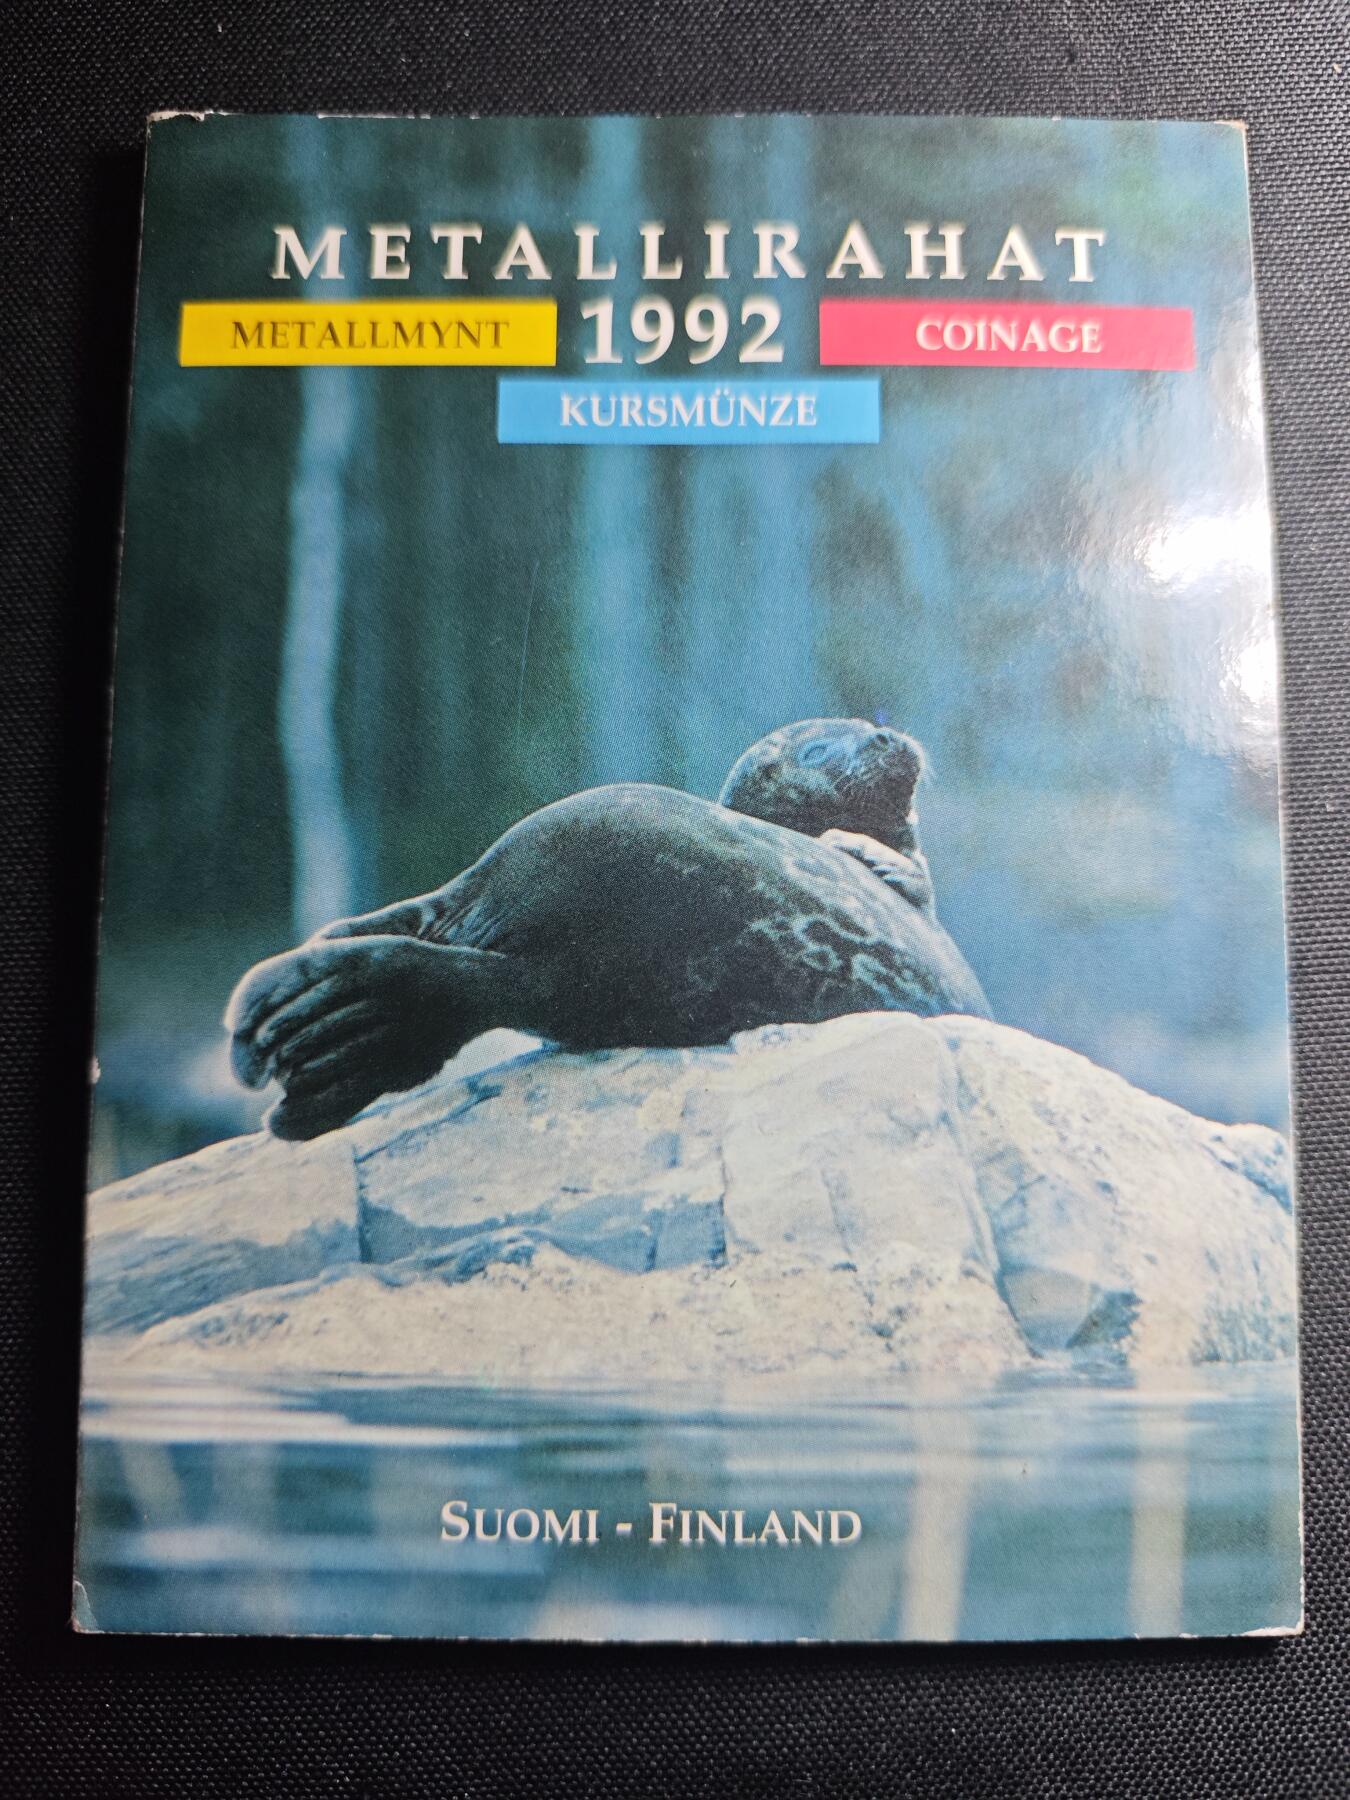 METALLIRAHAT
METALLMYNT 1992 COINAGE
KURSMÜNZE
SUOMI - FINLAND